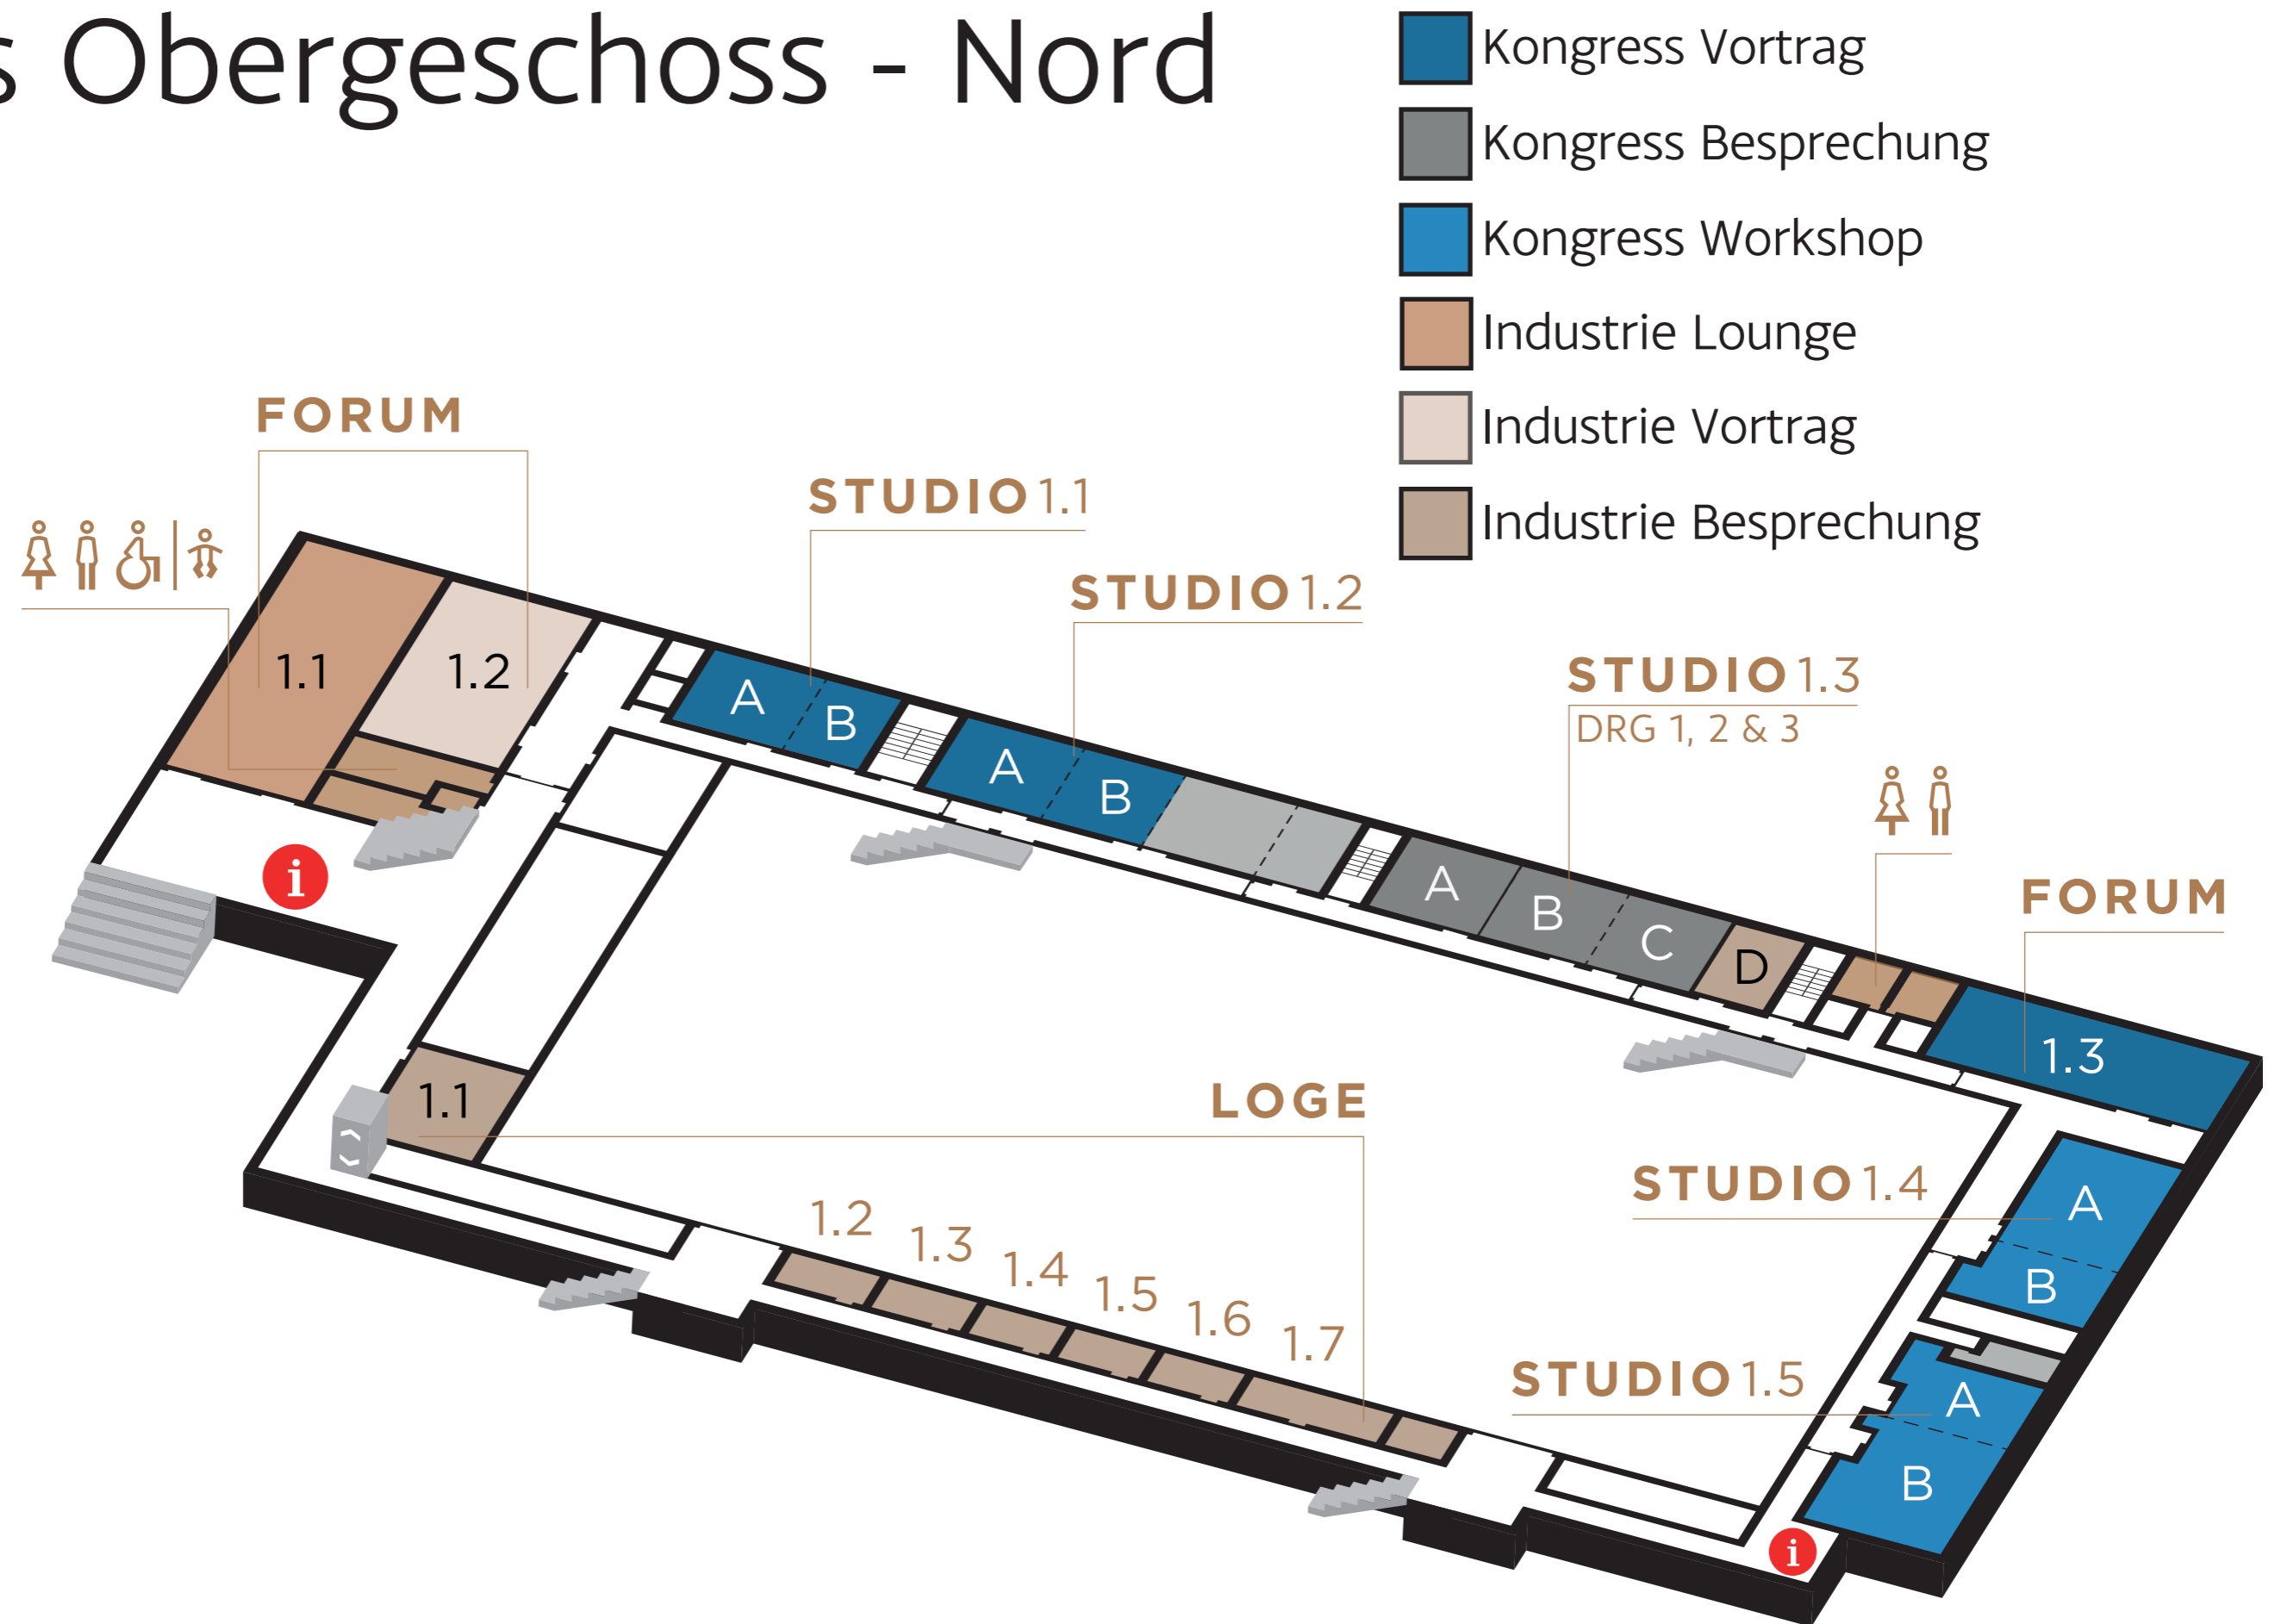 s Obergeschoss - Nord
Kongress Vortrag
Kongress Besprechung
Kongress Workshop
Industrie Lounge
Industrie Vortrag
Industrie Besprechung
FORUM
STUDIO 1.1
STUDIO 1.2
1.1
1.2
STUDIO 1.3
DRG 1, 2 & 3
A
B
A
B
A
B
C
D
FORUM
i
1.3
1.1
LOGE
STUDIO 1.4
A
B
1.2
1.3
1.4
1.5
1.6
1.7
STUDIO 1.5
A
B
i